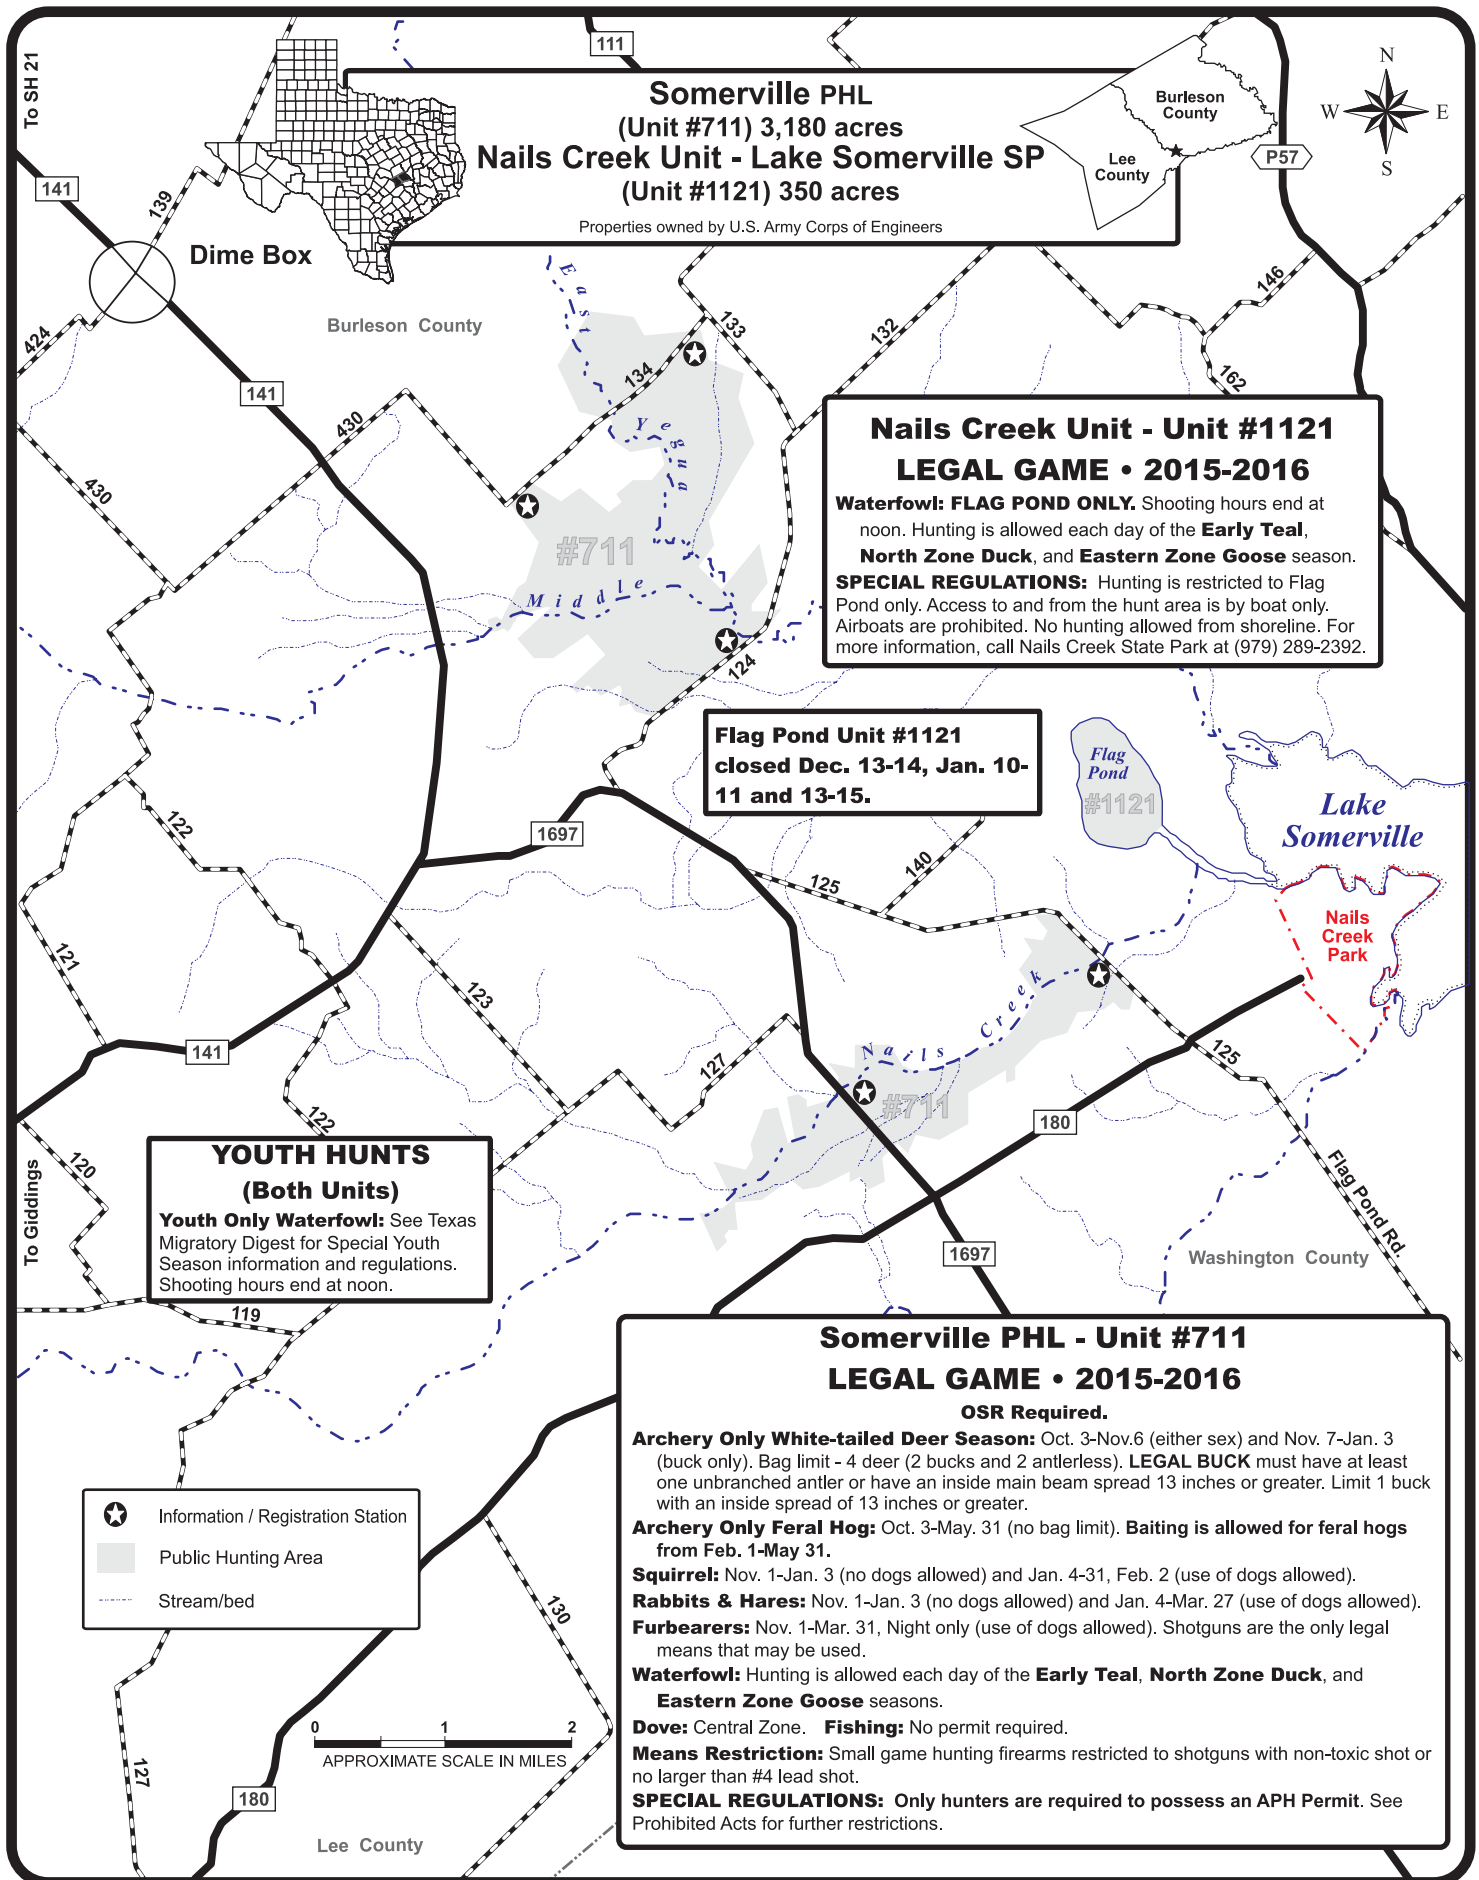 To SH 21
111
Somerville PHL
(Unit #711) 3,180 acres
Nails Creek Unit - Lake Somerville SP
(Unit #1121) 350 acres
Properties owned by U.S. Army Corps of Engineers
Burleson
County
Lee
County
P57
N
W
E
S
141
139
Dime Box
424
Burleson County
East
Yegua
133
134
132
146
162
141
430
430
#711
Middle
124
Nails Creek Unit - Unit #1121
LEGAL GAME • 2015-2016
Waterfowl: FLAG POND ONLY. Shooting hours end at
noon. Hunting is allowed each day of the Early Teal,
North Zone Duck, and Eastern Zone Goose season.
SPECIAL REGULATIONS: Hunting is restricted to Flag
Pond only. Access to and from the hunt area is by boat only.
Airboats are prohibited. No hunting allowed from shoreline. For
more information, call Nails Creek State Park at (979) 289-2392.
Flag Pond Unit #1121
closed Dec. 13-14, Jan. 10-
11 and 13-15.
Flag
Pond
#1121
Lake
Somerville
Nails
Creek
Park
1697
122
121
140
125
123
127
141
Nails Creek
#711
125
180
122
120
To Giddings
Flag Pond Rd.
YOUTH HUNTS
(Both Units)
Youth Only Waterfowl: See Texas
Migratory Digest for Special Youth
Season information and regulations.
Shooting hours end at noon.
1697
Washington County
119
Somerville PHL - Unit #711
LEGAL GAME • 2015-2016
OSR Required.
Archery Only White-tailed Deer Season: Oct. 3-Nov.6 (either sex) and Nov. 7-Jan. 3
(buck only). Bag limit - 4 deer (2 bucks and 2 antlerless). LEGAL BUCK must have at least
one unbranched antler or have an inside main beam spread 13 inches or greater. Limit 1 buck
with an inside spread of 13 inches or greater.
Archery Only Feral Hog: Oct. 3-May. 31 (no bag limit). Baiting is allowed for feral hogs
from Feb. 1-May 31.
Squirrel: Nov. 1-Jan. 3 (no dogs allowed) and Jan. 4-31, Feb. 2 (use of dogs allowed).
Rabbits & Hares: Nov. 1-Jan. 3 (no dogs allowed) and Jan. 4-Mar. 27 (use of dogs allowed).
Furbearers: Nov. 1-Mar. 31, Night only (use of dogs allowed). Shotguns are the only legal
means that may be used.
Waterfowl: Hunting is allowed each day of the Early Teal, North Zone Duck, and
Eastern Zone Goose seasons.
Dove: Central Zone. Fishing: No permit required.
Means Restriction: Small game hunting firearms restricted to shotguns with non-toxic shot or
no larger than #4 lead shot.
SPECIAL REGULATIONS: Only hunters are required to possess an APH Permit. See
Prohibited Acts for further restrictions.
Information / Registration Station
Public Hunting Area
Stream/bed
130
0 1 2
APPROXIMATE SCALE IN MILES
127
180
Lee County